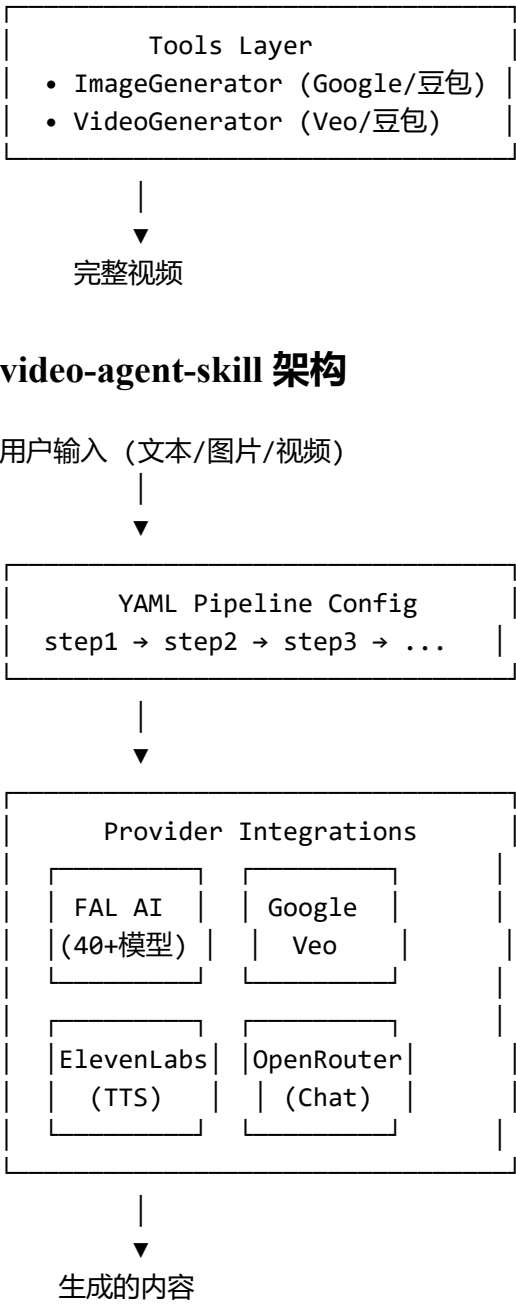 Tools Layer
• ImageGenerator (Google/豆包)
• VideoGenerator (Veo/豆包)
▼
完整视频
video-agent-skill 架构
用户输入 (文本/图片/视频)
▼
YAML Pipeline Config
step1 → step2 → step3 → ...
▼
Provider Integrations
FAL AI Google
(40+模型) Veo
ElevenLabs OpenRouter
(TTS) (Chat)
▼
生成的内容